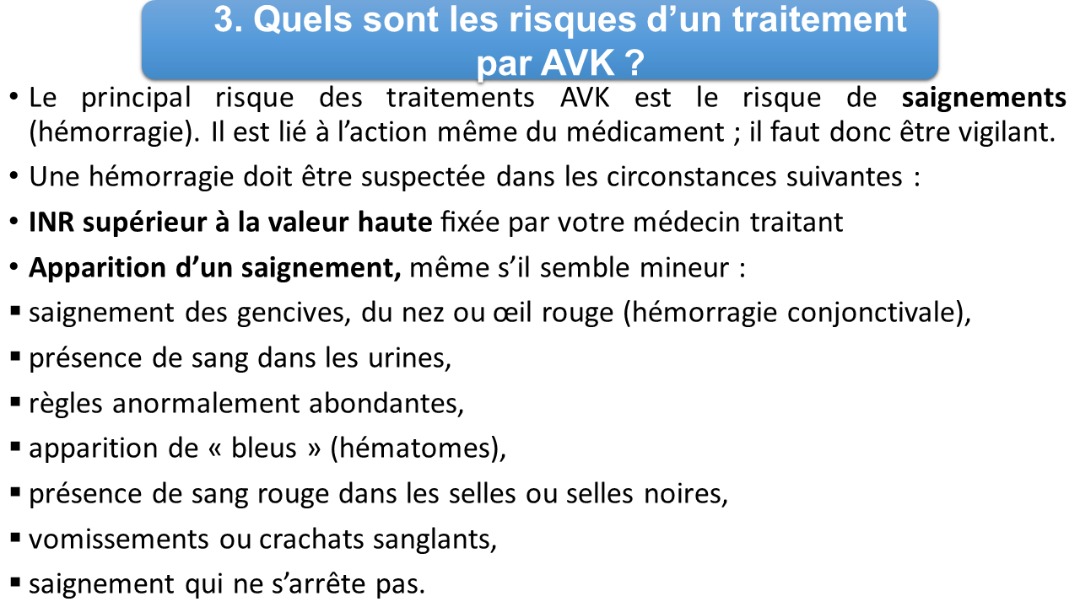 3. Quels sont les risques d’un traitement
par AVK ?
• Le principal risque des traitements AVK est le risque de saignements
(hémorragie). Il est lié à l’action même du médicament ; il faut donc être vigilant.
• Une hémorragie doit être suspectée dans les circonstances suivantes :
• INR supérieur à la valeur haute fixée par votre médecin traitant
• Apparition d’un saignement, même s’il semble mineur :
▪ saignement des gencives, du nez ou œil rouge (hémorragie conjonctivale),
▪ présence de sang dans les urines,
▪ règles anormalement abondantes,
▪ apparition de « bleus » (hématomes),
▪ présence de sang rouge dans les selles ou selles noires,
▪ vomissements ou crachats sanglants,
▪ saignement qui ne s’arrête pas.